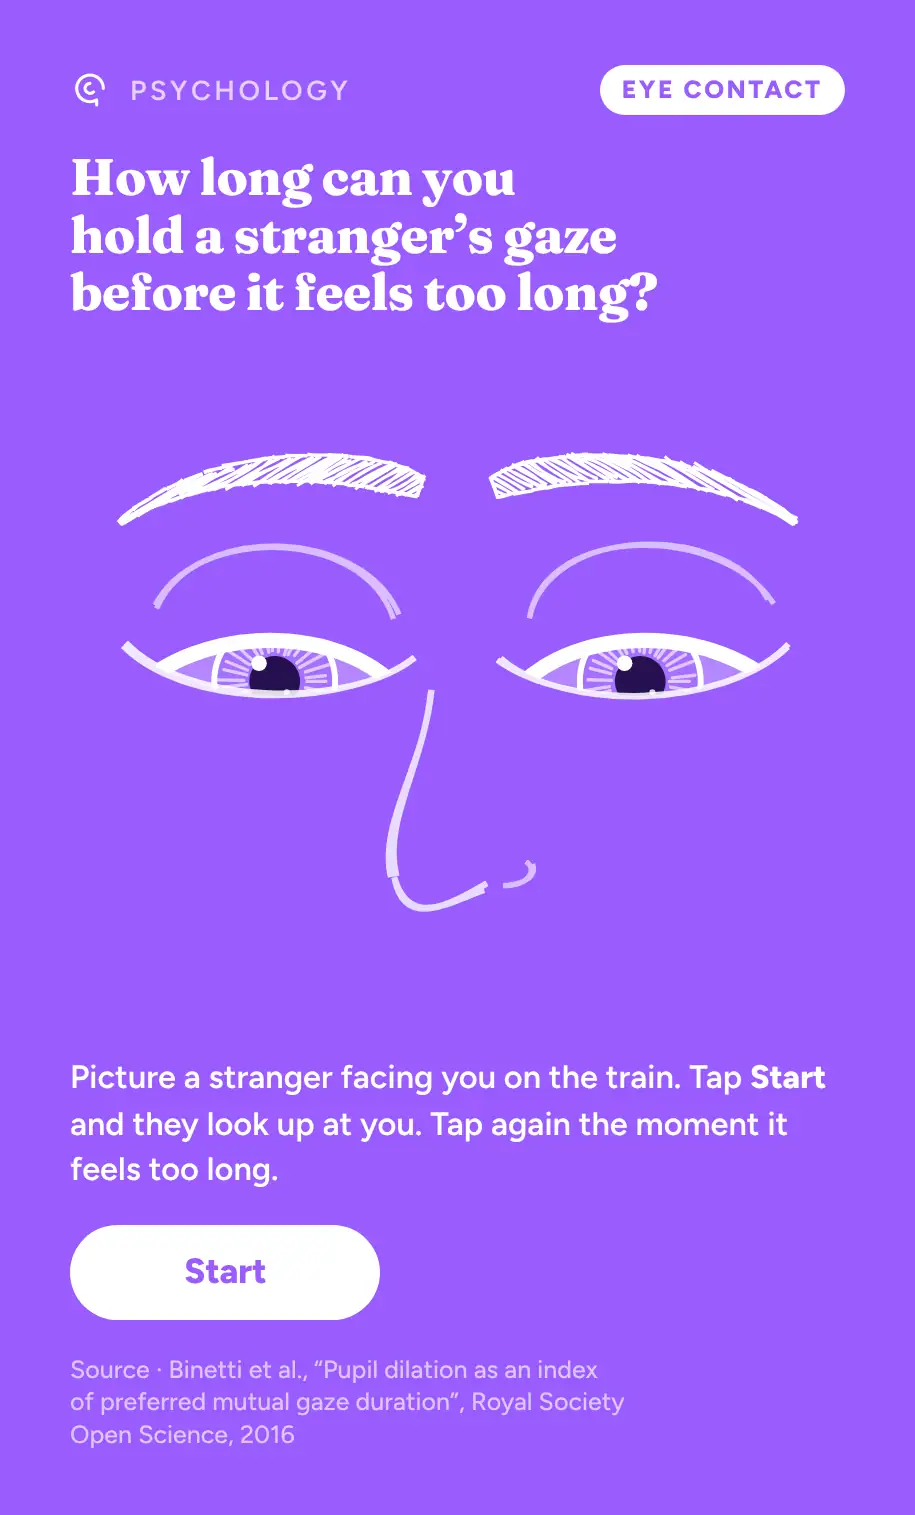 PSYCHOLOGY
EYE CONTACT
How long can you
hold a stranger’s gaze
before it feels too long?
Picture a stranger facing you on the train. Tap Start
and they look up at you. Tap again the moment it
feels too long.
Start
Source · Binetti et al., “Pupil dilation as an index
of preferred mutual gaze duration”, Royal Society
Open Science, 2016